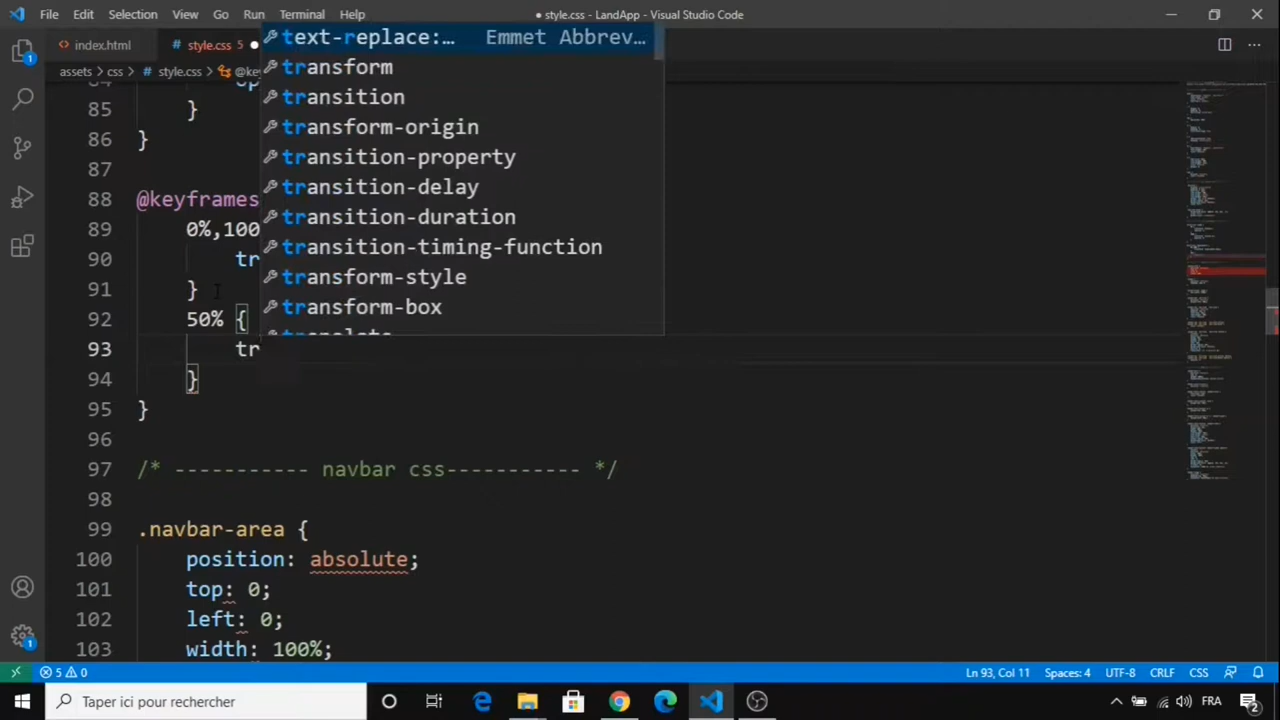 File Edit Selection View Go Run Terminal Help
style.css - LandApp - Visual Studio Code
index.html
style.css 5
assets > css > style.css > @key
text-replace:… Emmet Abbrev…
transform
transition
transform-origin
transition-property
transition-delay
transition-duration
transition-timing-function
transform-style
transform-box
translate
85 }
86 }
87
88 @keyframes
89 0%,100
90 tr
91 }
92 50% {
93 tr
94 }
95 }
96
97 /* ----------- navbar css----------- */
98
99 .navbar-area {
100 position: absolute;
101 top: 0;
102 left: 0;
103 width: 100%;
5 0
Ln 93, Col 11 Spaces: 4 UTF-8 CRLF CSS
Taper ici pour rechercher
FRA
2